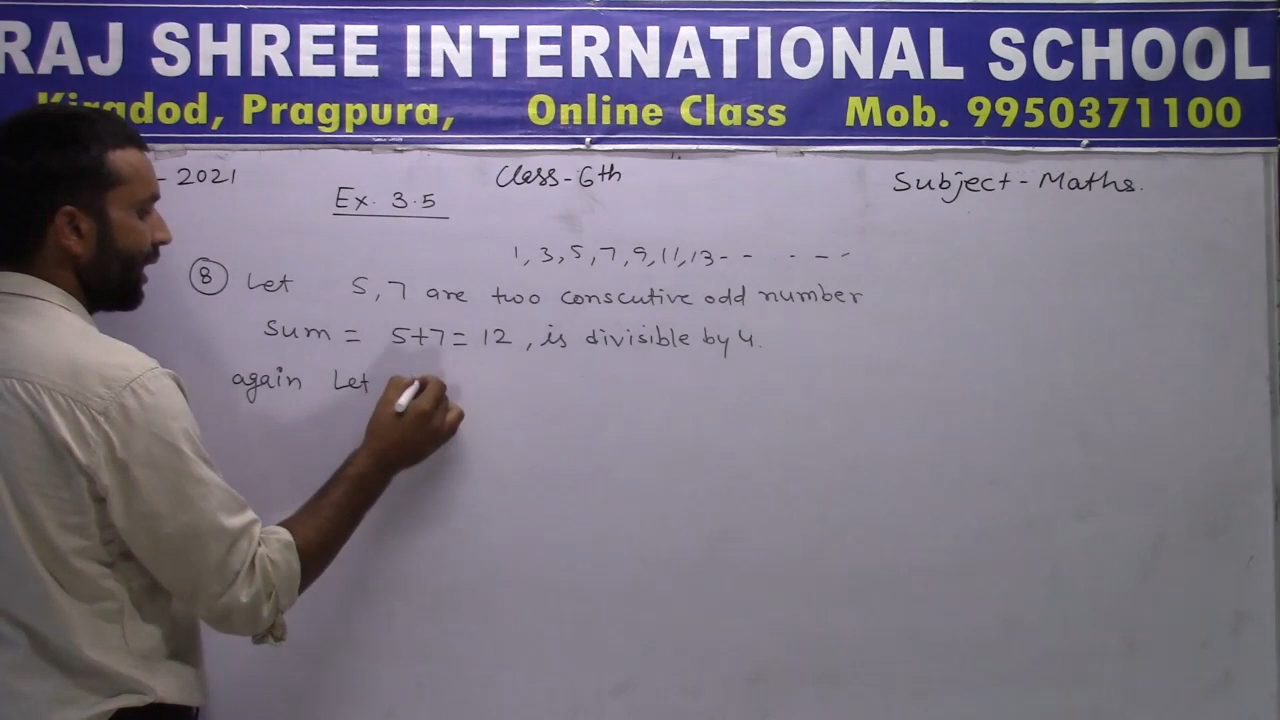 RAJ SHREE INTERNATIONAL SCHOOL
Kiradod, Pragpura, Online Class Mob. 9950371100
- 2021 Class-6th Subject-Maths.
Ex. 3.5
1,3,5,7,9,11,13-- - - - -
8 Let 5,7 are two conscutive odd number
Sum = 5+7=12, is divisible by 4.
again Let